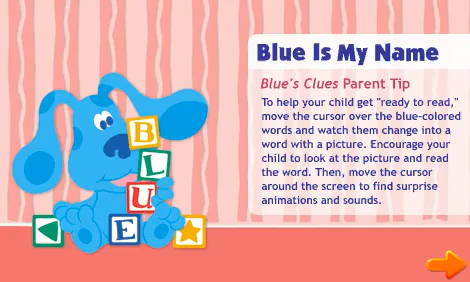 Blue Is My Name
Blue's Clues Parent Tip
To help your child get "ready to read,"
move the cursor over the blue-colored
words and watch them change into a
word with a picture. Encourage your
child to look at the picture and read
the word. Then, move the cursor
around the screen to find surprise
animations and sounds.
B
L
U
E